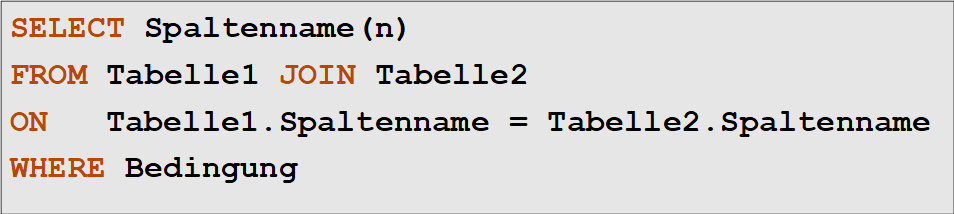 SELECT Spaltenname(n)
FROM Tabelle1 JOIN Tabelle2
ON Tabelle1.Spaltenname = Tabelle2.Spaltenname
WHERE Bedingung